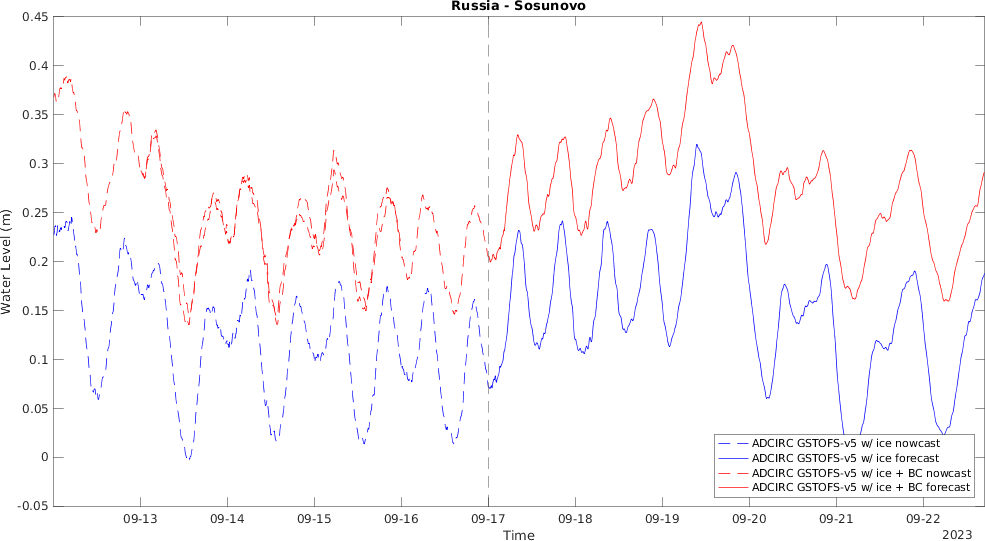 Russia - Sosunovo
0.45
0.4
0.35
0.3
0.25
0.2
0.15
0.1
0.05
0
-0.05
Water Level (m)
ADCIRC GSTOFS-v5 w/ ice nowcast
ADCIRC GSTOFS-v5 w/ ice forecast
ADCIRC GSTOFS-v5 w/ ice + BC nowcast
ADCIRC GSTOFS-v5 w/ ice + BC forecast
09-13 09-14 09-15 09-16 09-17 09-18 09-19 09-20 09-21 09-22
Time
2023